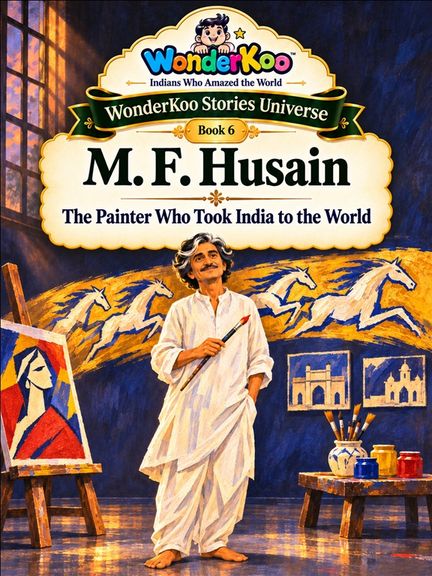 WonderKoo™
Indians Who Amazed the World
WonderKoo Stories Universe
Book 6
M. F. Husain
The Painter Who Took India to the World